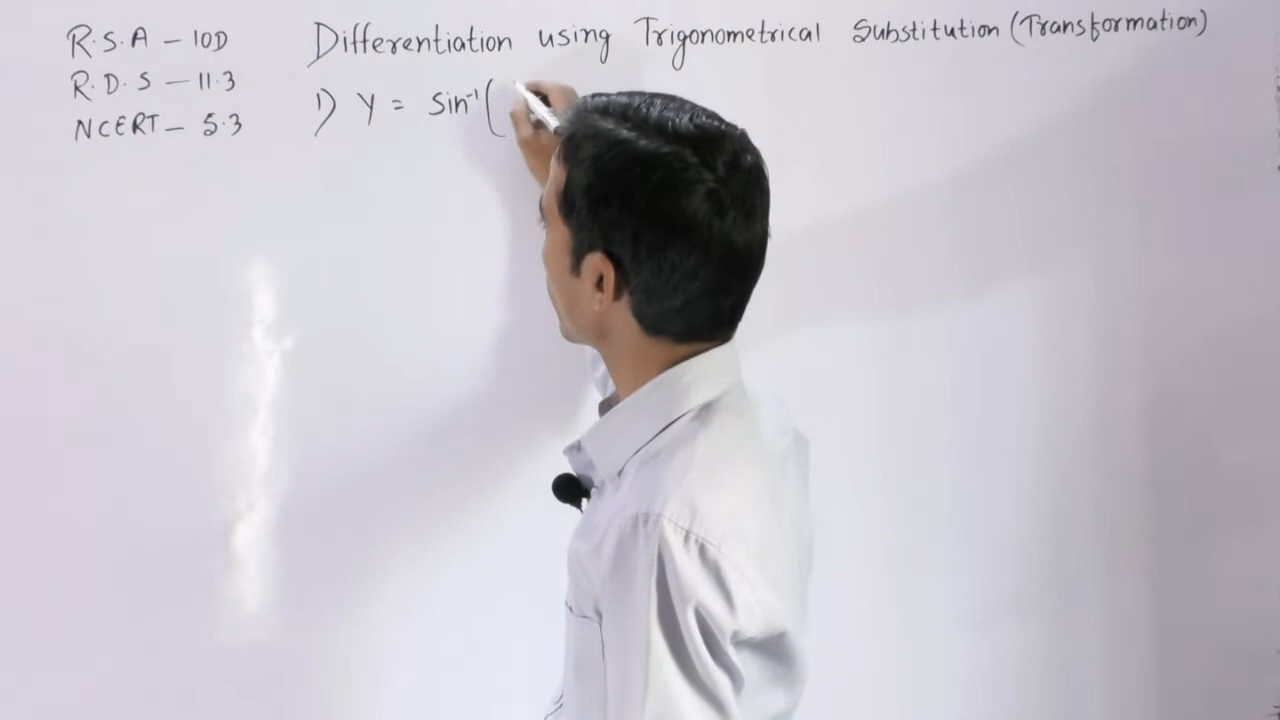 R.S.A – 10D
R.D.S – 11.3
NCERT – 5.3
Differentiation using Trigonometrical Substitution (Transformation)
1) Y = Sin⁻¹(